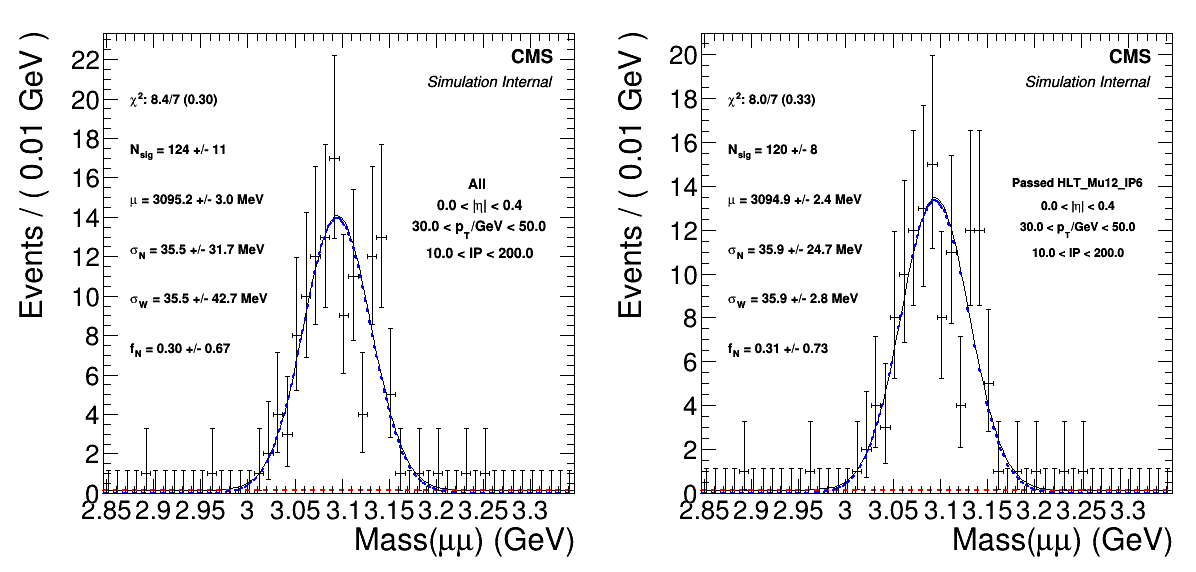 CMS
Simulation Internal
χ²: 8.4/7 (0.30)
N_sig = 124 +/- 11
μ = 3095.2 +/- 3.0 MeV
σ_N = 35.5 +/- 31.7 MeV
σ_W = 35.5 +/- 42.7 MeV
f_N = 0.30 +/- 0.67
All
0.0 < |η| < 0.4
30.0 < p_T/GeV < 50.0
10.0 < IP < 200.0
Events / ( 0.01 GeV )
22
20
18
16
14
12
10
8
6
4
2
0
2.85 2.9 2.95 3 3.05 3.1 3.15 3.2 3.25 3.3
Mass(μμ) (GeV)
CMS
Simulation Internal
χ²: 8.0/7 (0.33)
N_sig = 120 +/- 8
μ = 3094.9 +/- 2.4 MeV
σ_N = 35.9 +/- 24.7 MeV
σ_W = 35.9 +/- 2.8 MeV
f_N = 0.31 +/- 0.73
Passed HLT_Mu12_IP6
0.0 < |η| < 0.4
30.0 < p_T/GeV < 50.0
10.0 < IP < 200.0
Events / ( 0.01 GeV )
20
18
16
14
12
10
8
6
4
2
0
2.85 2.9 2.95 3 3.05 3.1 3.15 3.2 3.25 3.3
Mass(μμ) (GeV)